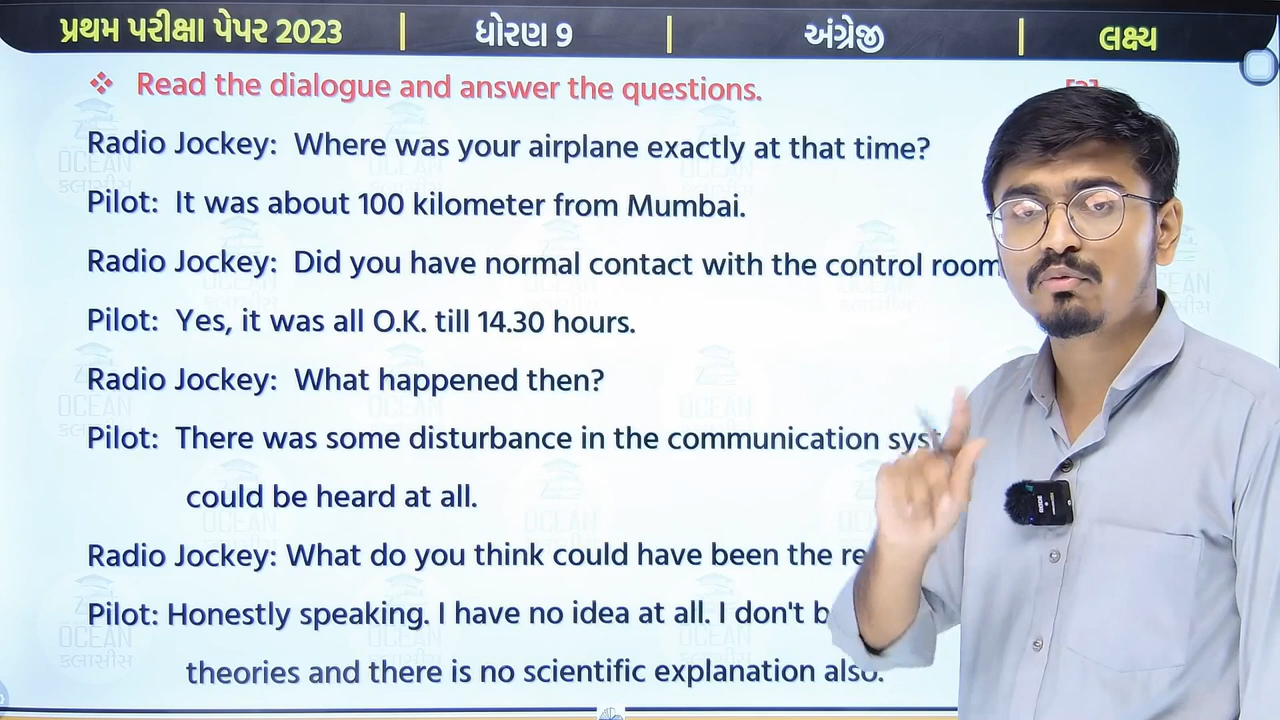 પ્રથમ પરીક્ષા પેપર 2023 | ધોરણ 9 | અંગ્રેજી | લક્ષ્ય
❖ Read the dialogue and answer the questions.
Radio Jockey: Where was your airplane exactly at that time?
Pilot: It was about 100 kilometer from Mumbai.
Radio Jockey: Did you have normal contact with the control room
Pilot: Yes, it was all O.K. till 14.30 hours.
Radio Jockey: What happened then?
Pilot: There was some disturbance in the communication
could be heard at all.
Radio Jockey: What do you think could have been the
Pilot: Honestly speaking. I have no idea at all. I don't
theories and there is no scientific explanation also.
OCEAN
ક્લાસીસ